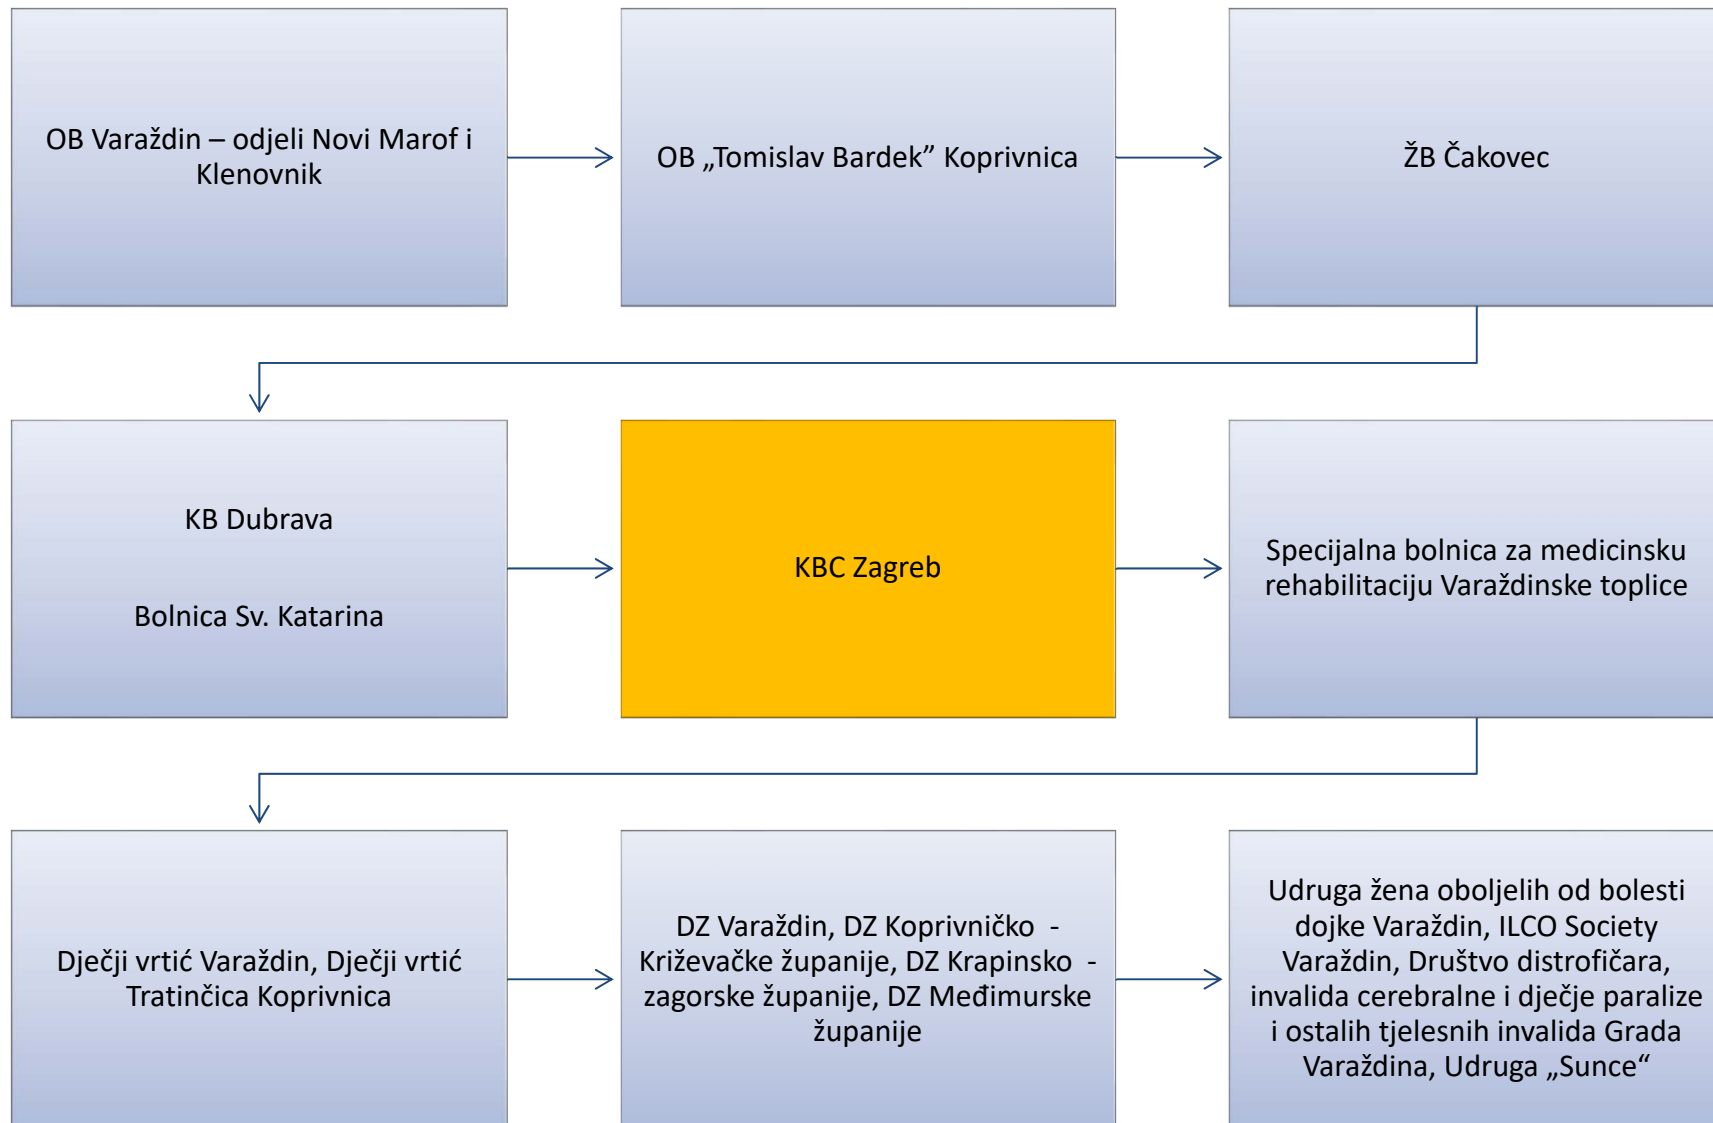 OB Varaždin – odjeli Novi Marof i
Klenovnik
OB „Tomislav Bardek” Koprivnica
ŽB Čakovec
KB Dubrava
Bolnica Sv. Katarina
KBC Zagreb
Specijalna bolnica za medicinsku
rehabilitaciju Varaždinske toplice
Dječji vrtić Varaždin, Dječji vrtić
Tratinčica Koprivnica
DZ Varaždin, DZ Koprivničko -
Križevačke županije, DZ Krapinsko -
zagorske županije, DZ Međimurske
županije
Udruga žena oboljelih od bolesti
dojke Varaždin, ILCO Society
Varaždin, Društvo distrofičara,
invalida cerebralne i dječje paralize
i ostalih tjelesnih invalida Grada
Varaždina, Udruga „Sunce“